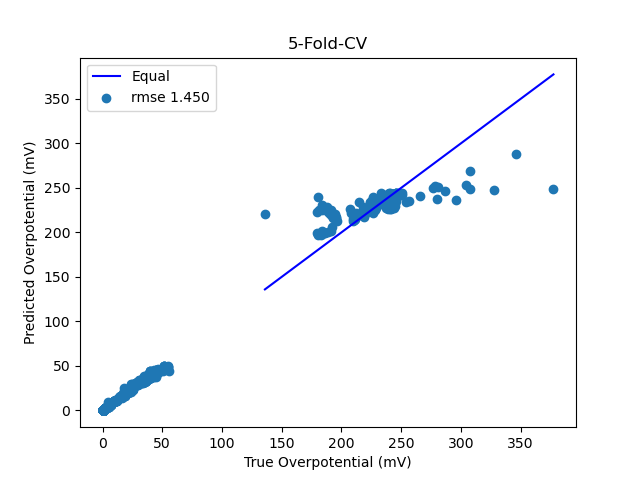 5-Fold-CV
Equal
rmse 1.450
350
300
250
200
150
100
50
0
Predicted Overpotential (mV)
0 50 100 150 200 250 300 350
True Overpotential (mV)